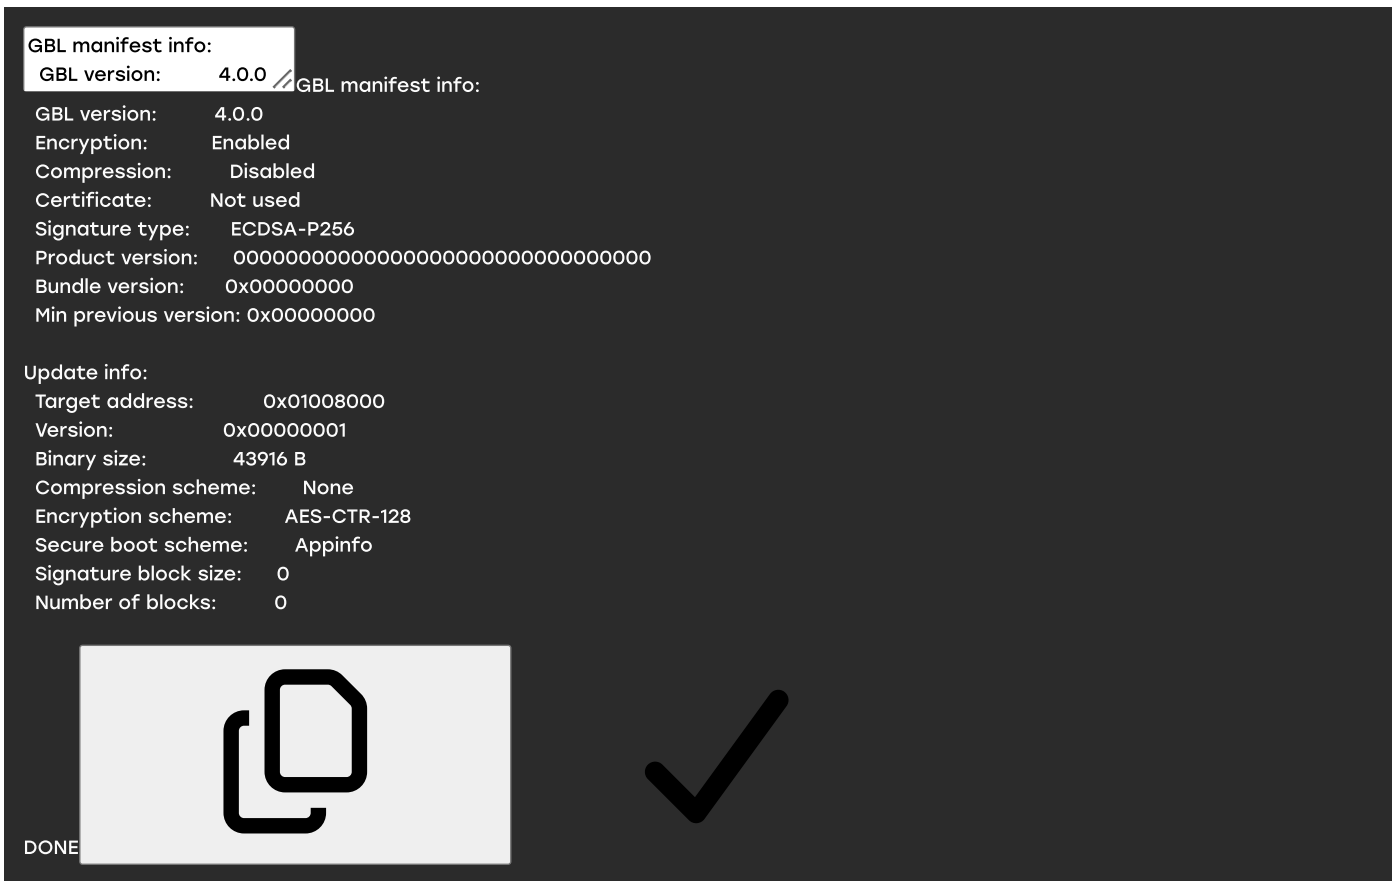 GBL manifest info:
GBL version: 4.0.0
GBL manifest info:
GBL version: 4.0.0
Encryption: Enabled
Compression: Disabled
Certificate: Not used
Signature type: ECDSA-P256
Product version: 00000000000000000000000000000000
Bundle version: 0x00000000
Min previous version: 0x00000000
Update info:
Target address: 0x01008000
Version: 0x00000001
Binary size: 43916 B
Compression scheme: None
Encryption scheme: AES-CTR-128
Secure boot scheme: Appinfo
Signature block size: 0
Number of blocks: 0
DONE